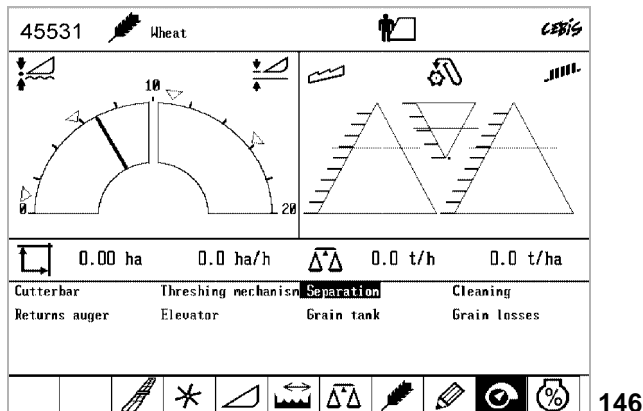 45531 Wheat CEBIS
10
0 20
0.00 ha 0.0 ha/h 0.0 t/h 0.0 t/ha
Cutterbar Threshing mechanism Separation Cleaning
Returns auger Elevator Grain tank Grain losses
%
146